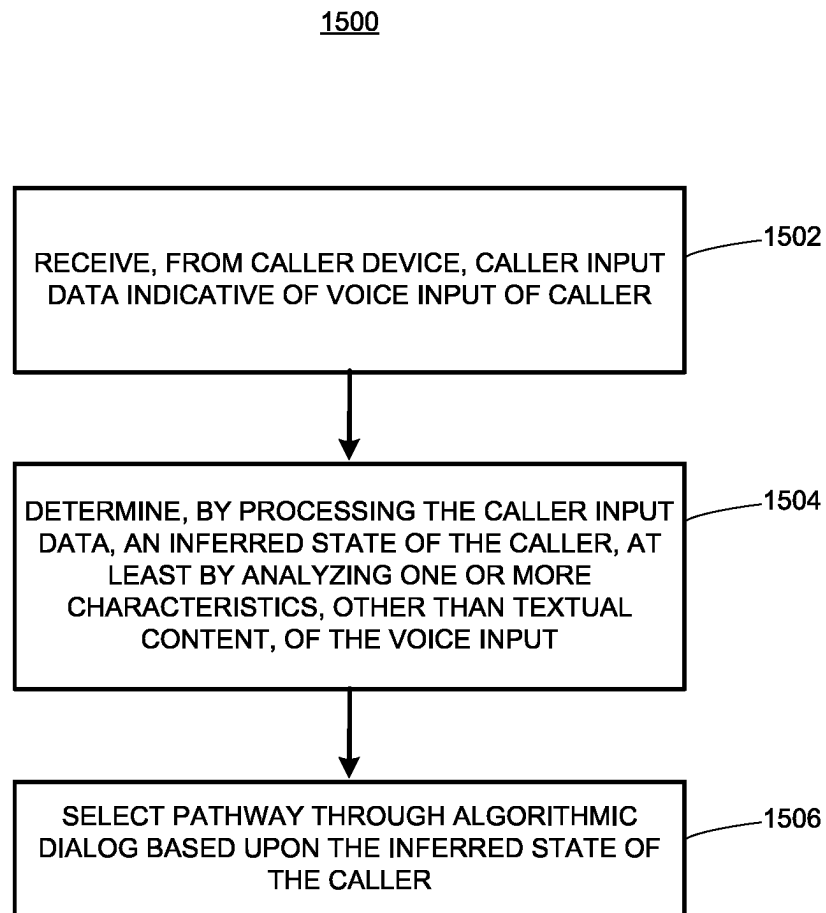 1500
RECEIVE, FROM CALLER DEVICE, CALLER INPUT
DATA INDICATIVE OF VOICE INPUT OF CALLER
1502
DETERMINE, BY PROCESSING THE CALLER INPUT
DATA, AN INFERRED STATE OF THE CALLER, AT
LEAST BY ANALYZING ONE OR MORE
CHARACTERISTICS, OTHER THAN TEXTUAL
CONTENT, OF THE VOICE INPUT
1504
SELECT PATHWAY THROUGH ALGORITHMIC
DIALOG BASED UPON THE INFERRED STATE OF
THE CALLER
1506